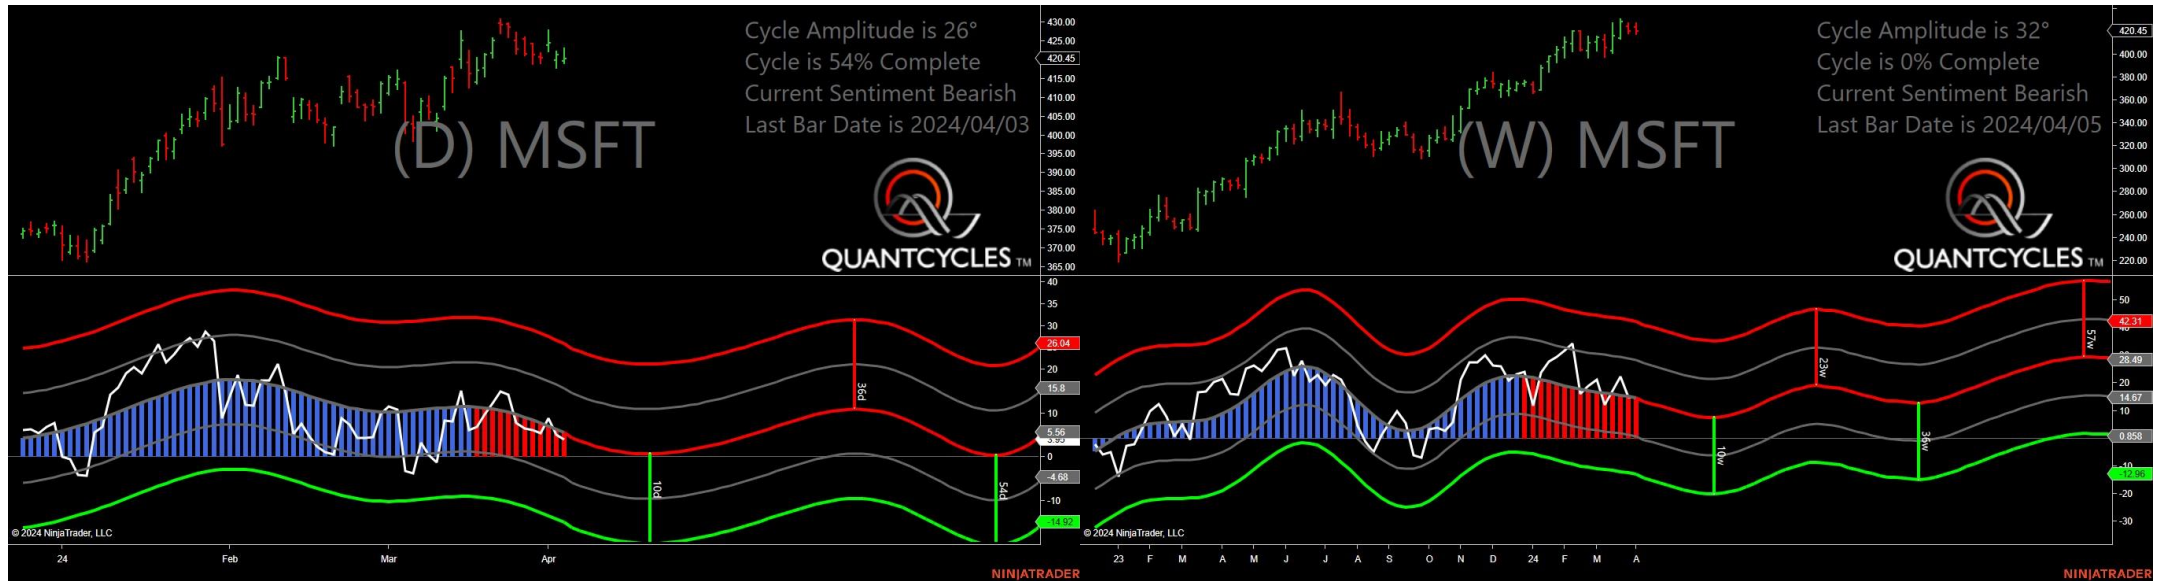 Cycle Amplitude is 26°
Cycle is 54% Complete
Current Sentiment Bearish
Last Bar Date is 2024/04/03
(D) MSFT
QUANTCYCLES TM
430.00
425.00
420.45
415.00
410.00
405.00
400.00
395.00
390.00
385.00
380.00
375.00
370.00
365.00
40
35
30
26.04
20
15.8
10
5.56
3.95
0
-4.68
-10
-14.92
36d
10d
54d
© 2024 NinjaTrader, LLC
24 Feb Mar Apr
NINJATRADER
Cycle Amplitude is 32°
Cycle is 0% Complete
Current Sentiment Bearish
Last Bar Date is 2024/04/05
(W) MSFT
QUANTCYCLES TM
420.45
400.00
380.00
360.00
340.00
320.00
300.00
280.00
260.00
240.00
220.00
50
42.31
28.49
20
14.67
10
0.858
-10
-12.96
-20
-30
57w
23w
10w
36w
© 2024 NinjaTrader, LLC
23 F M A M J J A S O N D 24 F M A
NINJATRADER